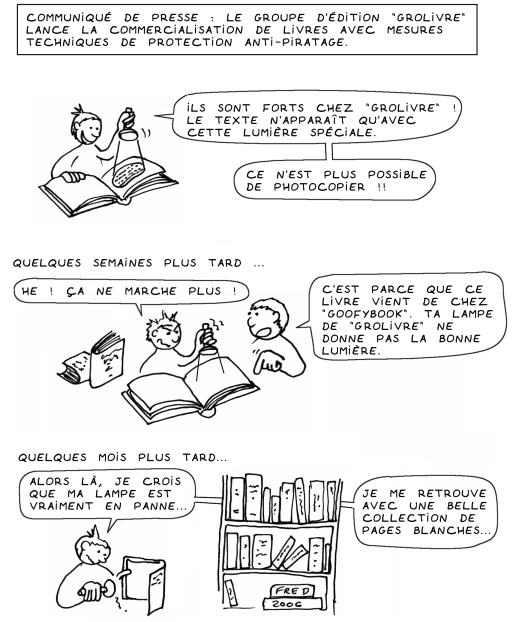 COMMUNIQUÉ DE PRESSE : LE GROUPE D'ÉDITION "GROLIVRE"
LANCE LA COMMERCIALISATION DE LIVRES AVEC MESURES
TECHNIQUES DE PROTECTION ANTI-PIRATAGE.
ILS SONT FORTS CHEZ "GROLIVRE" !
LE TEXTE N'APPARAÎT QU'AVEC
CETTE LUMIÈRE SPÉCIALE.
CE N'EST PLUS POSSIBLE
DE PHOTOCOPIER !!
QUELQUES SEMAINES PLUS TARD ...
HE ! ÇA NE MARCHE PLUS !
C'EST PARCE QUE CE
LIVRE VIENT DE CHEZ
"GOOFYBOOK". TA LAMPE
DE "GROLIVRE" NE
DONNE PAS LA BONNE
LUMIÈRE.
QUELQUES MOIS PLUS TARD...
ALORS LÀ, JE CROIS
QUE MA LAMPE EST
VRAIMENT EN PANNE...
JE ME RETROUVE
AVEC UNE BELLE
COLLECTION DE
PAGES BLANCHES...
FRED
2006